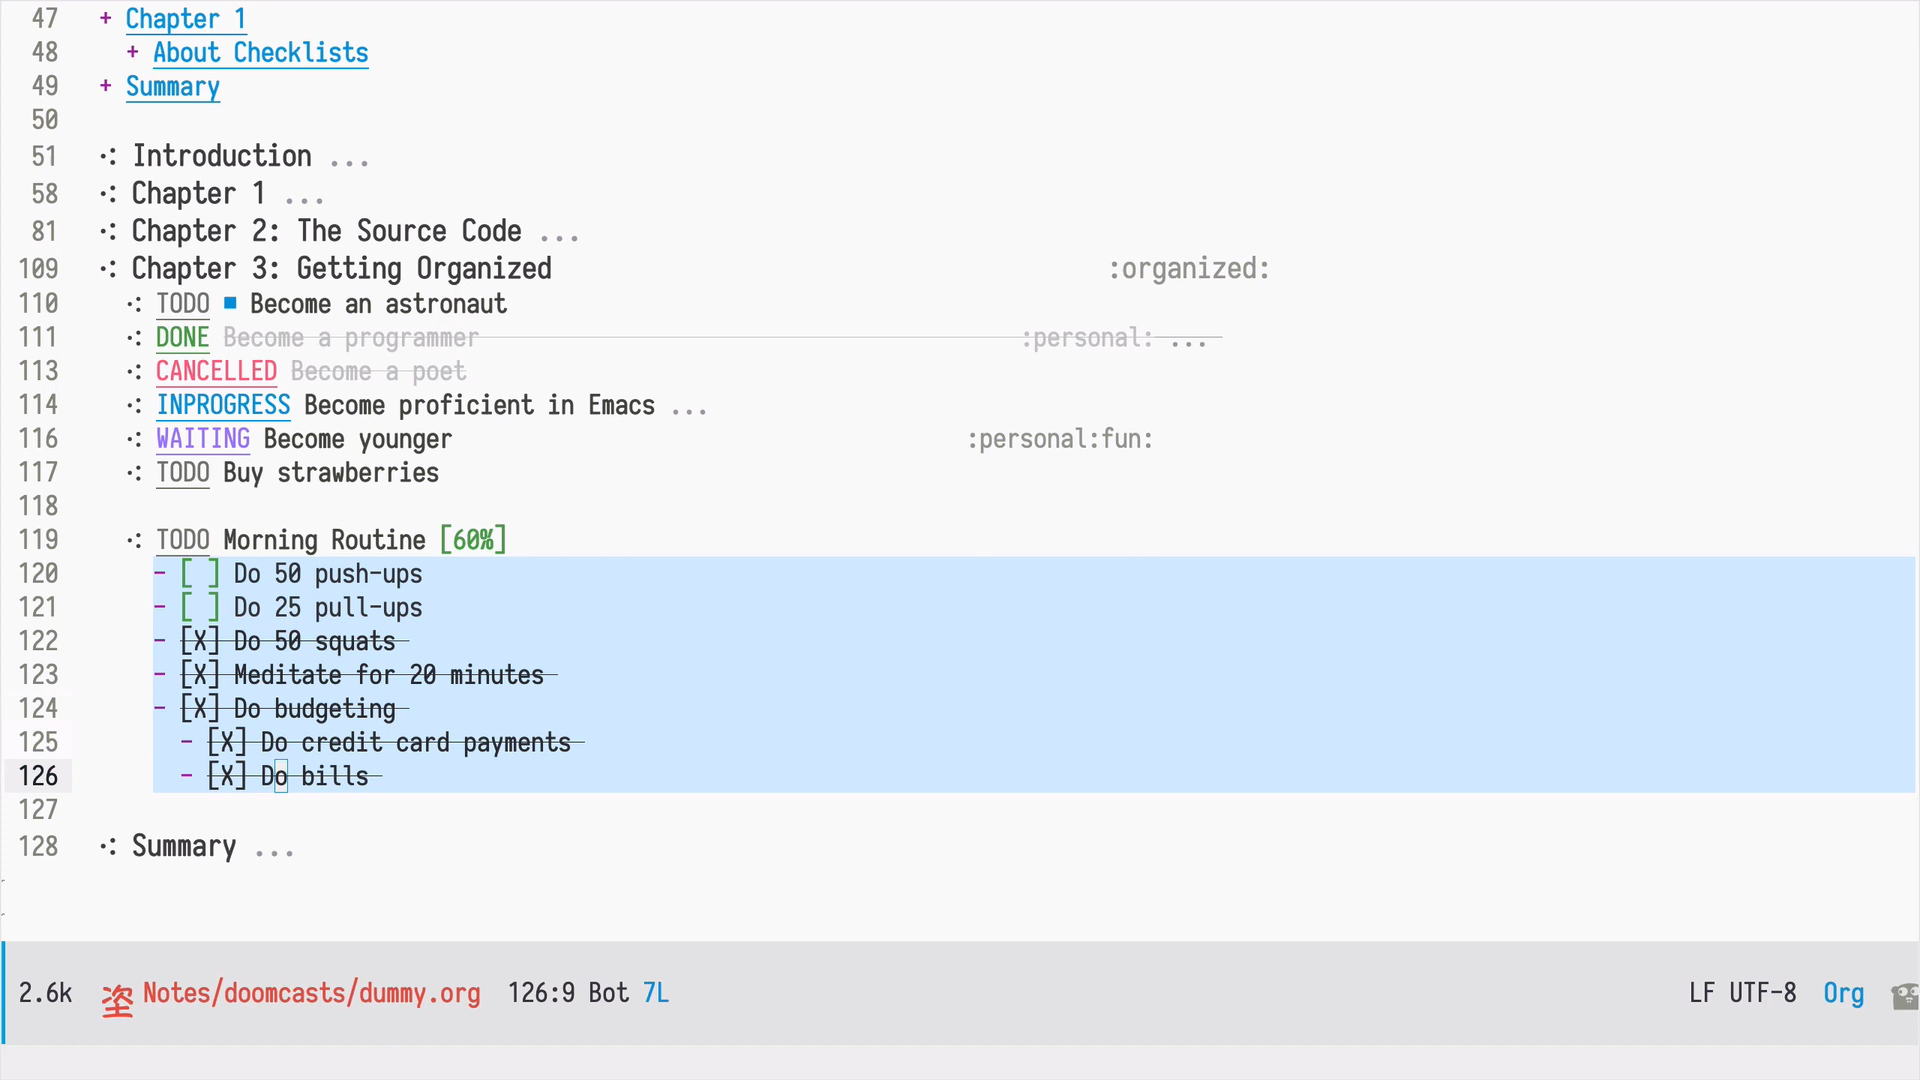 47 + Chapter 1
48 + About Checklists
49 + Summary
50
51 Introduction ...
58 Chapter 1 ...
81 Chapter 2: The Source Code ...
109 Chapter 3: Getting Organized :organized:
110 TODO Become an astronaut
111 DONE Become a programmer :personal: ...
113 CANCELLED Become a poet
114 INPROGRESS Become proficient in Emacs ...
116 WAITING Become younger :personal:fun:
117 TODO Buy strawberries
118
119 TODO Morning Routine [60%]
120 - [ ] Do 50 push-ups
121 - [ ] Do 25 pull-ups
122 - [X] Do 50 squats
123 - [X] Meditate for 20 minutes
124 - [X] Do budgeting
125 - [X] Do credit card payments
126 - [X] Do bills
127
128 Summary ...
2.6k Notes/doomcasts/dummy.org 126:9 Bot 7L LF UTF-8 Org